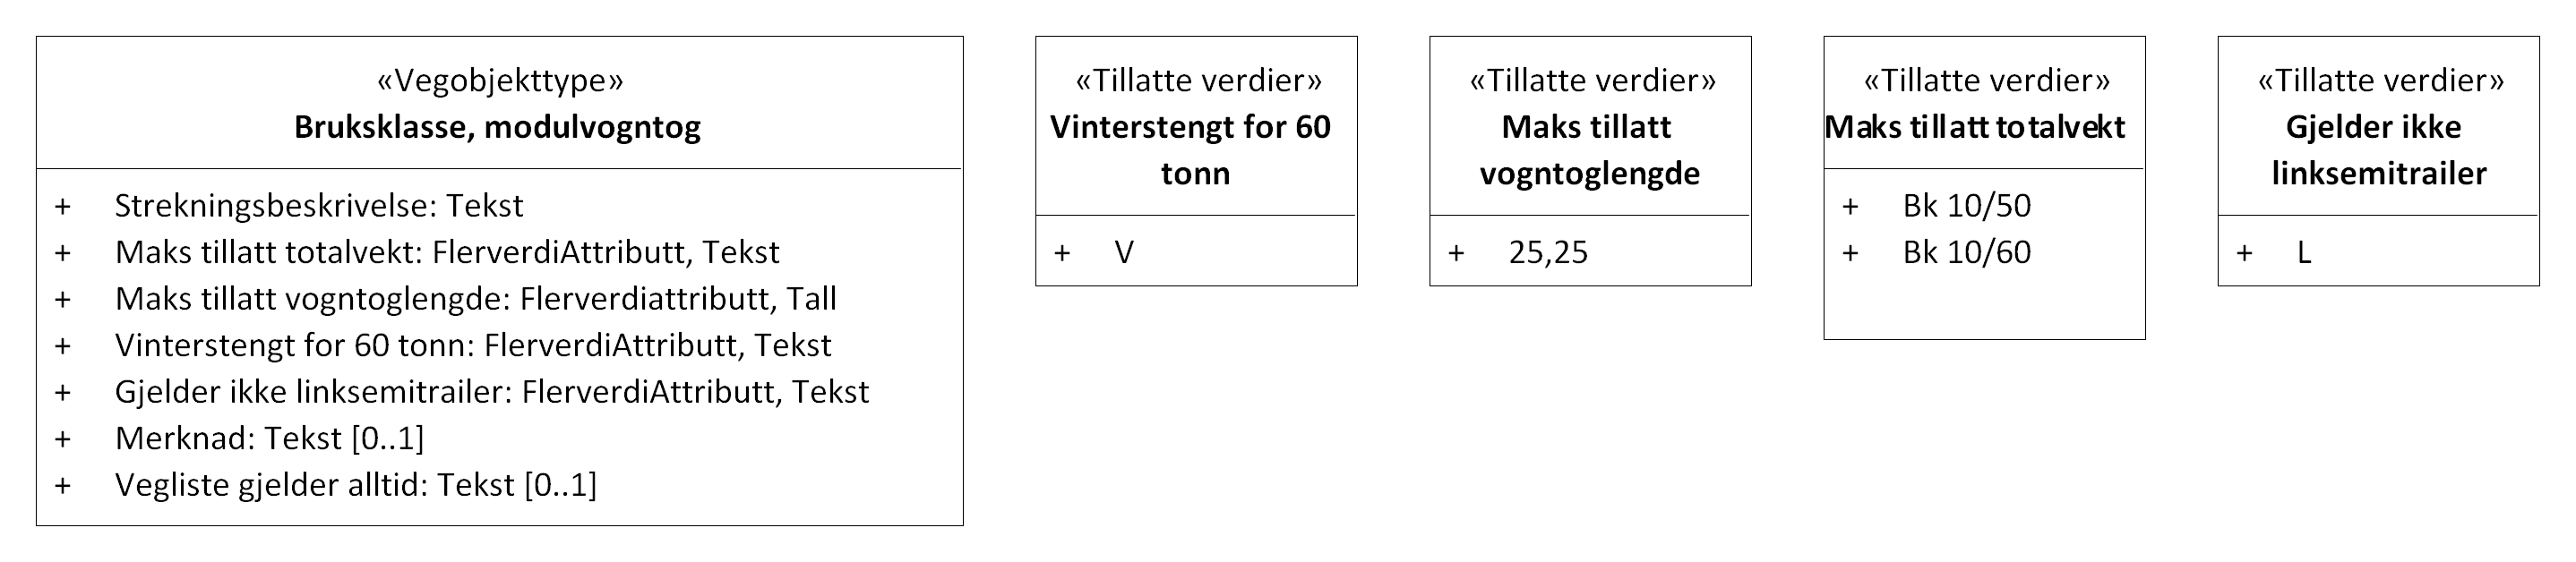 «Vegobjekttype»
Bruksklasse, modulvogntog
+ Strekningsbeskrivelse: Tekst
+ Maks tillatt totalvekt: FlerverdiAttributt, Tekst
+ Maks tillatt vogntoglengde: Flerverdiattributt, Tall
+ Vinterstengt for 60 tonn: FlerverdiAttributt, Tekst
+ Gjelder ikke linksemitrailer: FlerverdiAttributt, Tekst
+ Merknad: Tekst [0..1]
+ Vegliste gjelder alltid: Tekst [0..1]
«Tillatte verdier»
Vinterstengt for 60
tonn
+ V
«Tillatte verdier»
Maks tillatt
vogntoglengde
+ 25,25
«Tillatte verdier»
Maks tillatt totalvekt
+ Bk 10/50
+ Bk 10/60
«Tillatte verdier»
Gjelder ikke
linksemitrailer
+ L